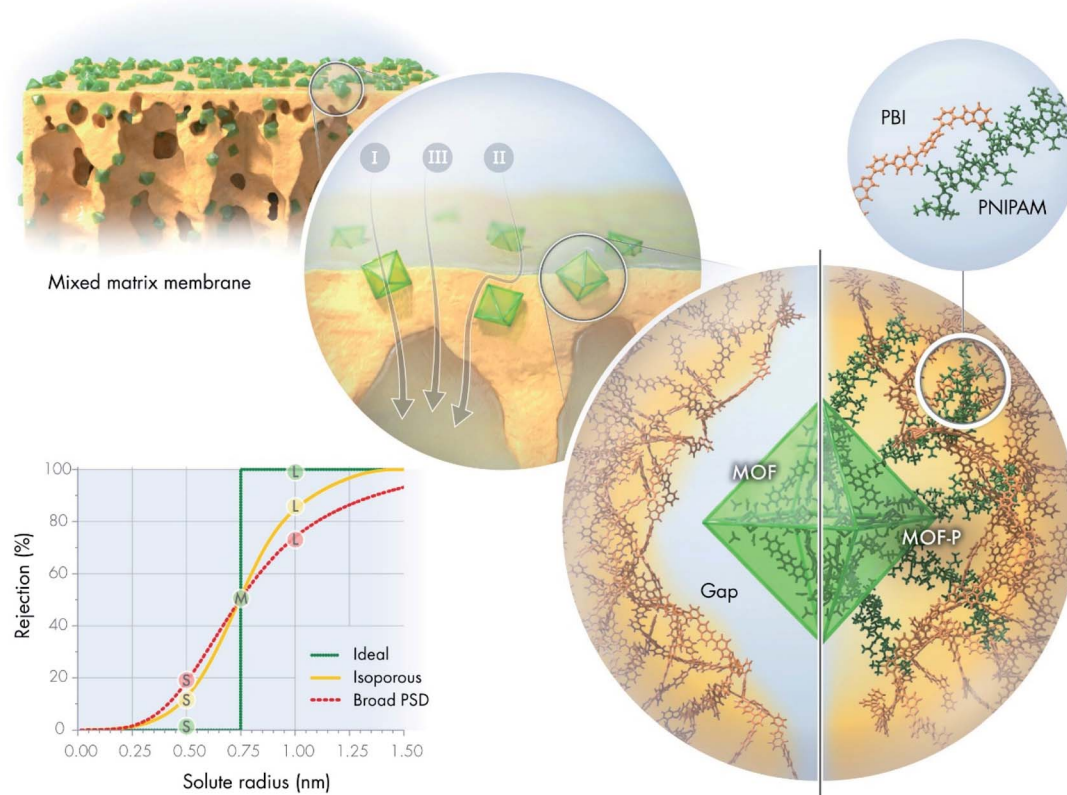 PBI
PNIPAM
I
III
II
Mixed matrix membrane
MOF
MOF-P
Gap
100
80
60
40
20
0
Rejection (%)
L
L
L
M
S
S
S
Ideal
Isoporous
Broad PSD
0.00
0.25
0.50
0.75
1.00
1.25
1.50
Solute radius (nm)